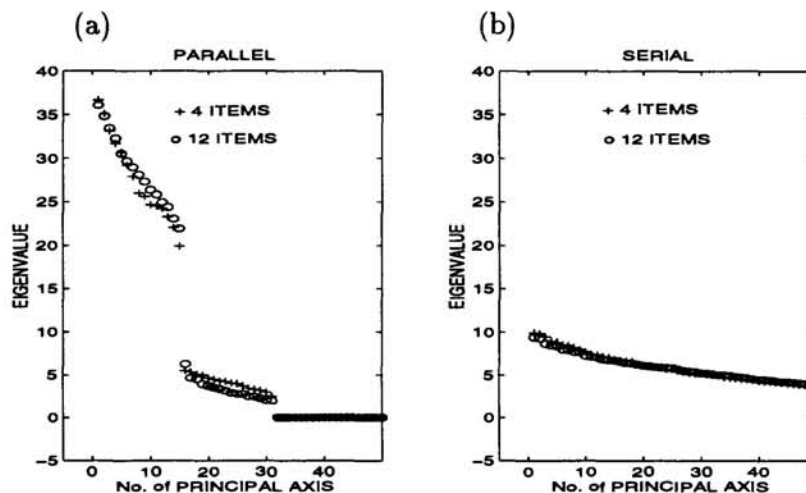 (a)
PARALLEL
40
35
30
25
20
15
10
5
0
−5
EIGENVALUE
+ 4 ITEMS
o 12 ITEMS
0 10 20 30 40
No. of PRINCIPAL AXIS
(b)
SERIAL
40
35
30
25
20
15
10
5
0
−5
EIGENVALUE
+ 4 ITEMS
o 12 ITEMS
0 20 40
No. of PRINCIPAL AXIS